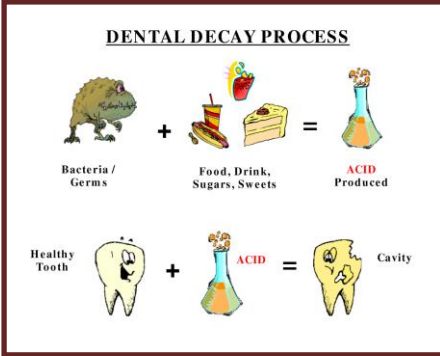 DENTAL DECAY PROCESS
+
=
Bacteria /
Germs
Food, Drink,
Sugars, Sweets
ACID
Produced
Healthy
Tooth
+
ACID
=
Cavity